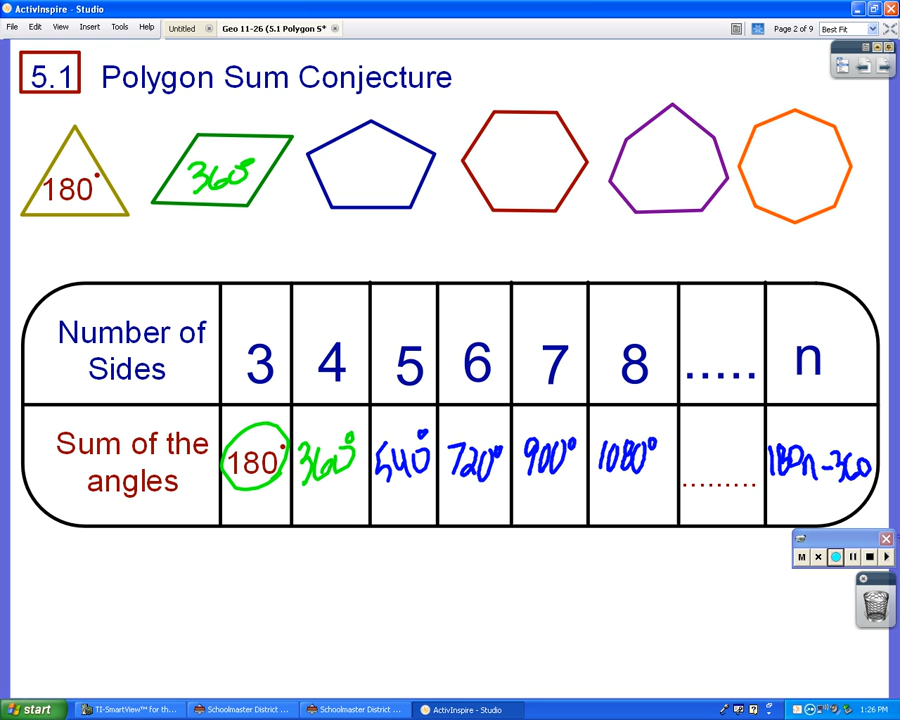 ActivInspire - Studio
File Edit View Insert Tools Help Untitled Geo 11-26 (5.1 Polygon S* Page 2 of 9 Best Fit
5.1 Polygon Sum Conjecture
180° 360°
Number of Sides 3 4 5 6 7 8 ..... n
Sum of the angles 180° 360° 540° 720° 900° 1080° ......... 180n-360
M
start TI-SmartView™ for th... Schoolmaster District ... Schoolmaster District ... ActivInspire - Studio 1:26 PM